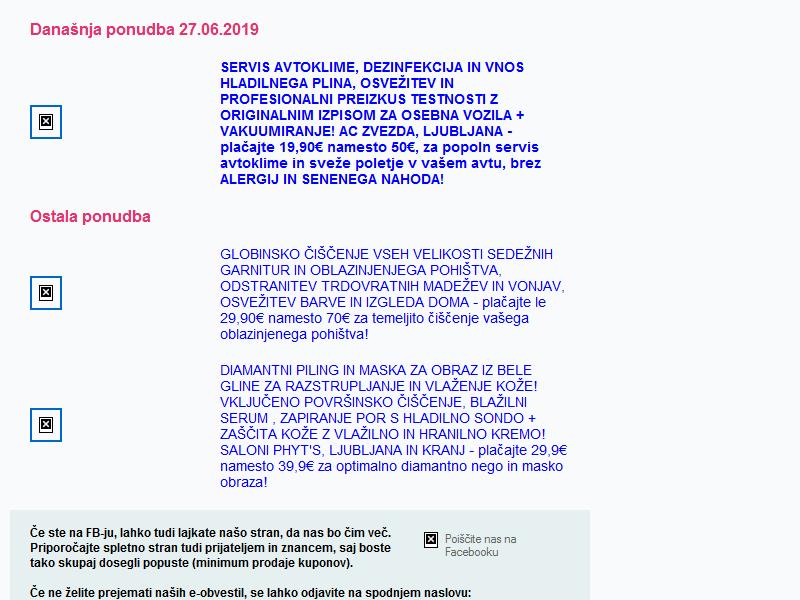 Današnja ponudba 27.06.2019
SERVIS AVTOKLIME, DEZINFEKCIJA IN VNOS
HLADILNEGA PLINA, OSVEŽITEV IN
PROFESIONALNI PREIZKUS TESTNOSTI Z
ORIGINALNIM IZPISOM ZA OSEBNA VOZILA +
VAKUUMIRANJE! AC ZVEZDA, LJUBLJANA -
plačajte 19,90€ namesto 50€, za popoln servis
avtoklime in sveže poletje v vašem avtu, brez
ALERGIJ IN SENENEGA NAHODA!
Ostala ponudba
GLOBINSKO ČIŠČENJE VSEH VELIKOSTI SEDEŽNIH
GARNITUR IN OBLAZINJENJEGA POHIŠTVA,
ODSTRANITEV TRDOVRATNIH MADEŽEV IN VONJAV,
OSVEŽITEV BARVE IN IZGLEDA DOMA - plačajte le
29,90€ namesto 70€ za temeljito čiščenje vašega
oblazinjenega pohištva!
DIAMANTNI PILING IN MASKA ZA OBRAZ IZ BELE
GLINE ZA RAZSTRUPLJANJE IN VLAŽENJE KOŽE!
VKLJUČENO POVRŠINSKO ČIŠČENJE, BLAŽILNI
SERUM , ZAPIRANJE POR S HLADILNO SONDO +
ZAŠČITA KOŽE Z VLAŽILNO IN HRANILNO KREMO!
SALONI PHYT'S, LJUBLJANA IN KRANJ - plačajte 29,9€
namesto 39,9€ za optimalno diamantno nego in masko
obraza!
Če ste na FB-ju, lahko tudi lajkate našo stran, da nas bo čim več.
Priporočajte spletno stran tudi prijateljem in znancem, saj boste
tako skupaj dosegli popuste (minimum prodaje kuponov).
Poiščite nas na
Facebooku
Če ne želite prejemati naših e-obvestil, se lahko odjavite na spodnjem naslovu: